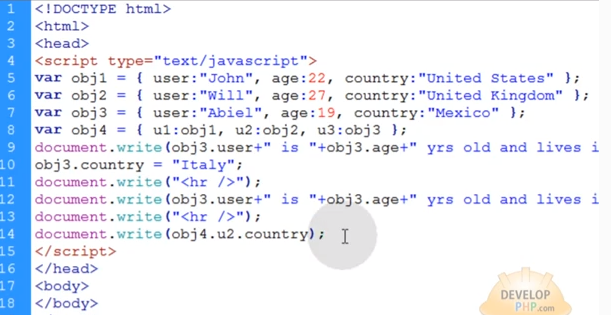 1 <!DOCTYPE html>
2 <html>
3 <head>
4 <script type="text/javascript">
5 var obj1 = { user:"John", age:22, country:"United States" };
6 var obj2 = { user:"Will", age:27, country:"United Kingdom" };
7 var obj3 = { user:"Abiel", age:19, country:"Mexico" };
8 var obj4 = { u1:obj1, u2:obj2, u3:obj3 };
9 document.write(obj3.user+" is "+obj3.age+" yrs old and lives i
10 obj3.country = "Italy";
11 document.write("<hr />");
12 document.write(obj3.user+" is "+obj3.age+" yrs old and lives i
13 document.write("<hr />");
14 document.write(obj4.u2.country);
15 </script>
16 </head>
17 <body>
18 </body>
DEVELOP
PHP.com